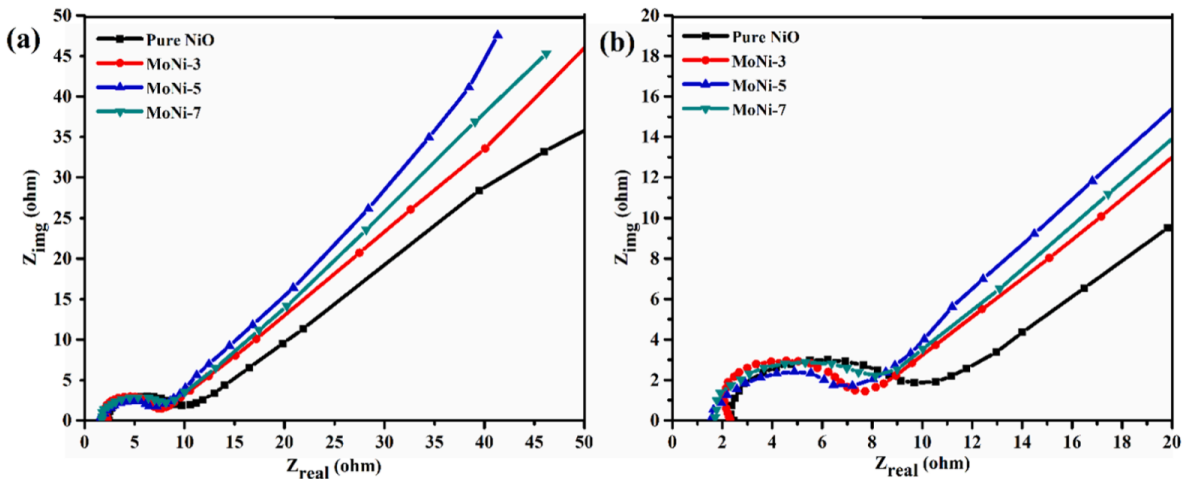 (a)
Pure NiO
MoNi-3
MoNi-5
MoNi-7
50
45
40
35
30
25
20
15
10
5
0
Zimg (ohm)
0 5 10 15 20 25 30 35 40 45 50
Zreal (ohm)
(b)
Pure NiO
MoNi-3
MoNi-5
MoNi-7
20
18
16
14
12
10
8
6
4
2
0
Zimg (ohm)
0 2 4 6 8 10 12 14 16 18 20
Zreal (ohm)